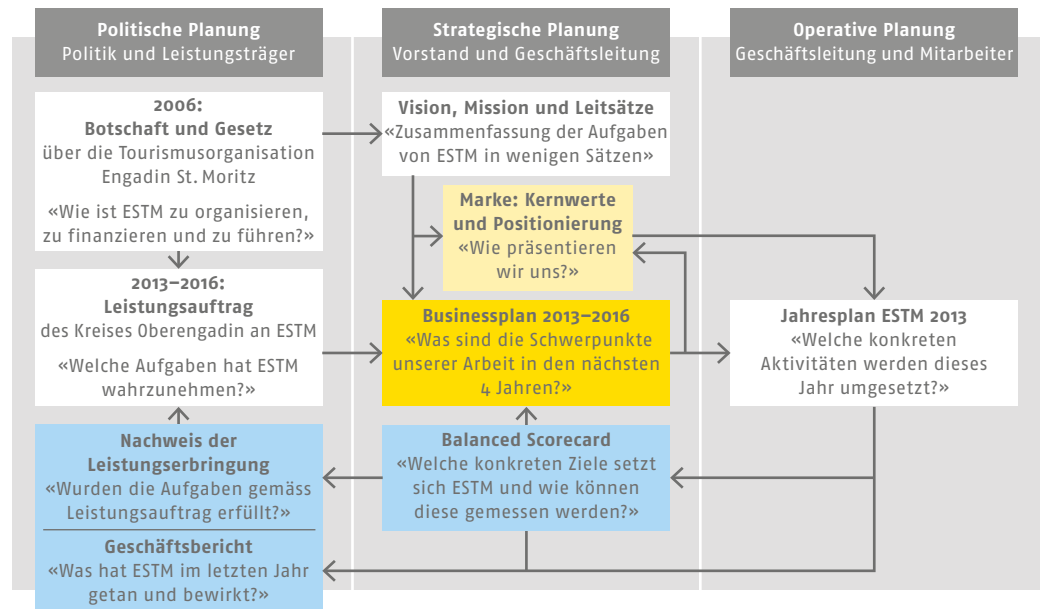 Politische Planung
Politik und Leistungsträger
2006:
Botschaft und Gesetz
über die Tourismusorganisation
Engadin St. Moritz
«Wie ist ESTM zu organisieren,
zu finanzieren und zu führen?»
2013–2016:
Leistungsauftrag
des Kreises Oberengadin an ESTM
«Welche Aufgaben hat ESTM
wahrzunehmen?»
Nachweis der
Leistungserbringung
«Wurden die Aufgaben gemäss
Leistungsauftrag erfüllt?»
Geschäftsbericht
«Was hat ESTM im letzten Jahr
getan und bewirkt?»
Strategische Planung
Vorstand und Geschäftsleitung
Vision, Mission und Leitsätze
«Zusammenfassung der Aufgaben
von ESTM in wenigen Sätzen»
Marke: Kernwerte
und Positionierung
«Wie präsentieren
wir uns?»
Businessplan 2013–2016
«Was sind die Schwerpunkte
unserer Arbeit in den nächsten
4 Jahren?»
Balanced Scorecard
«Welche konkreten Ziele setzt
sich ESTM und wie können
diese gemessen werden?»
Operative Planung
Geschäftsleitung und Mitarbeiter
Jahresplan ESTM 2013
«Welche konkreten
Aktivitäten werden dieses
Jahr umgesetzt?»